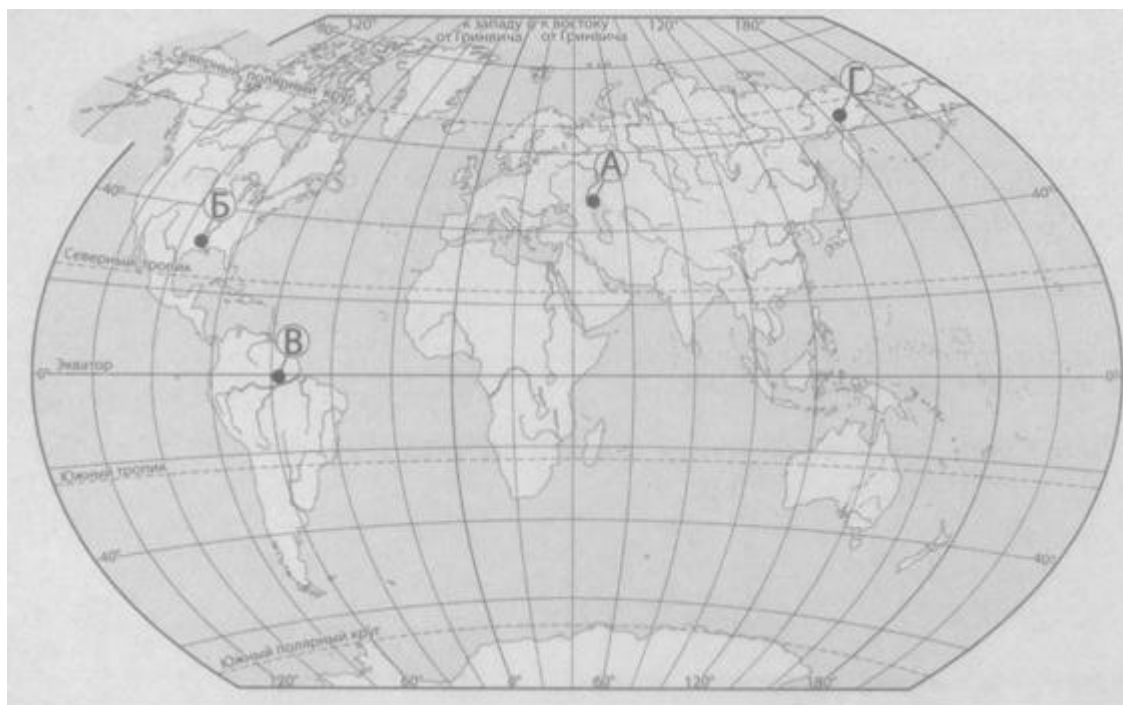 120° к западу 0° к востоку 120° 180°
от Гринвича от Гринвича
Северный полярный круг
Г
А
40° 40°
Б
Северный тропик
В
Экватор
0° 0°
Южный тропик
40° 40°
Южный полярный круг
120° 60° 0° 60° 120° 180°